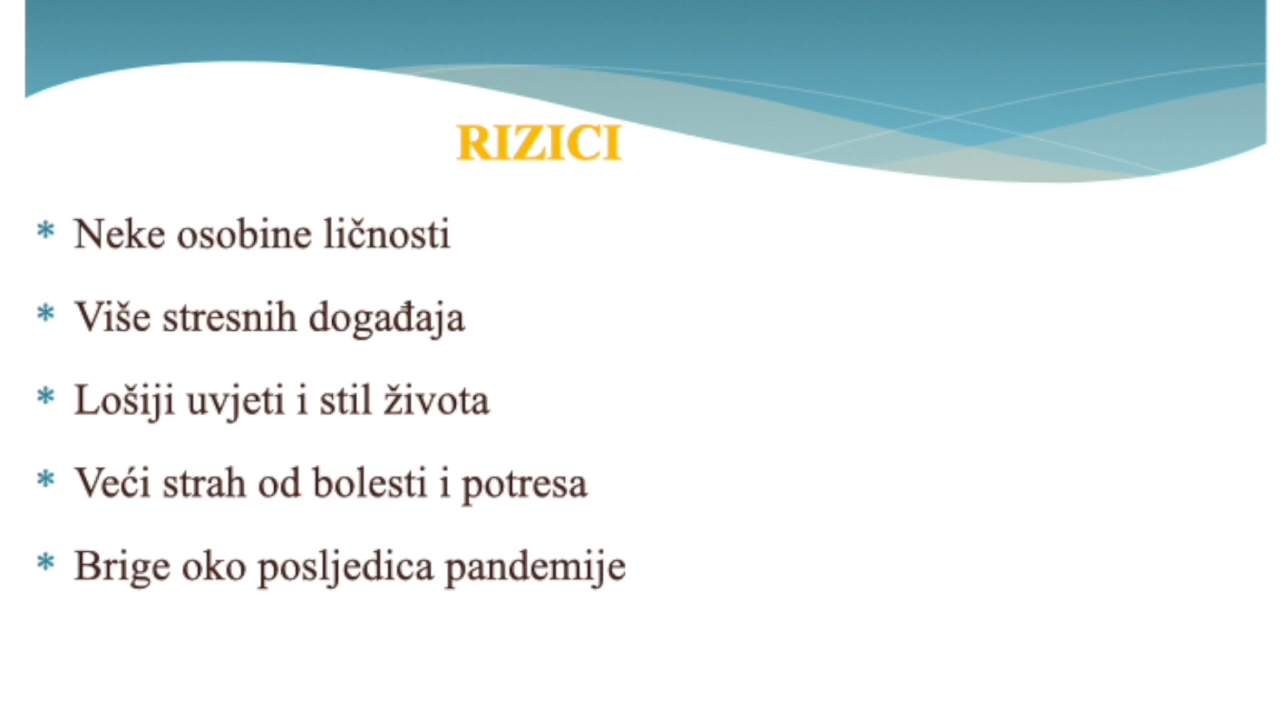 RIZICI
* Neke osobine ličnosti
* Više stresnih događaja
* Lošiji uvjeti i stil života
* Veći strah od bolesti i potresa
* Brige oko posljedica pandemije